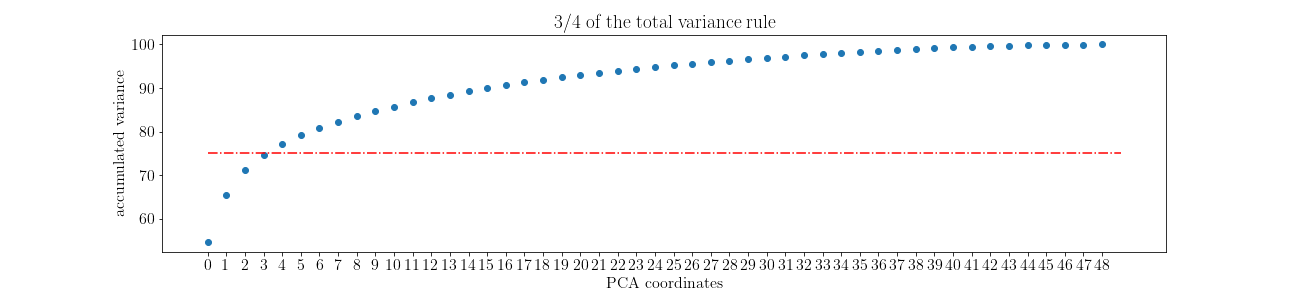 3/4 of the total variance rule
accumulated variance
100
90
80
70
60
0 1 2 3 4 5 6 7 8 9 10 11 12 13 14 15 16 17 18 19 20 21 22 23 24 25 26 27 28 29 30 31 32 33 34 35 36 37 38 39 40 41 42 43 44 45 46 47 48
PCA coordinates